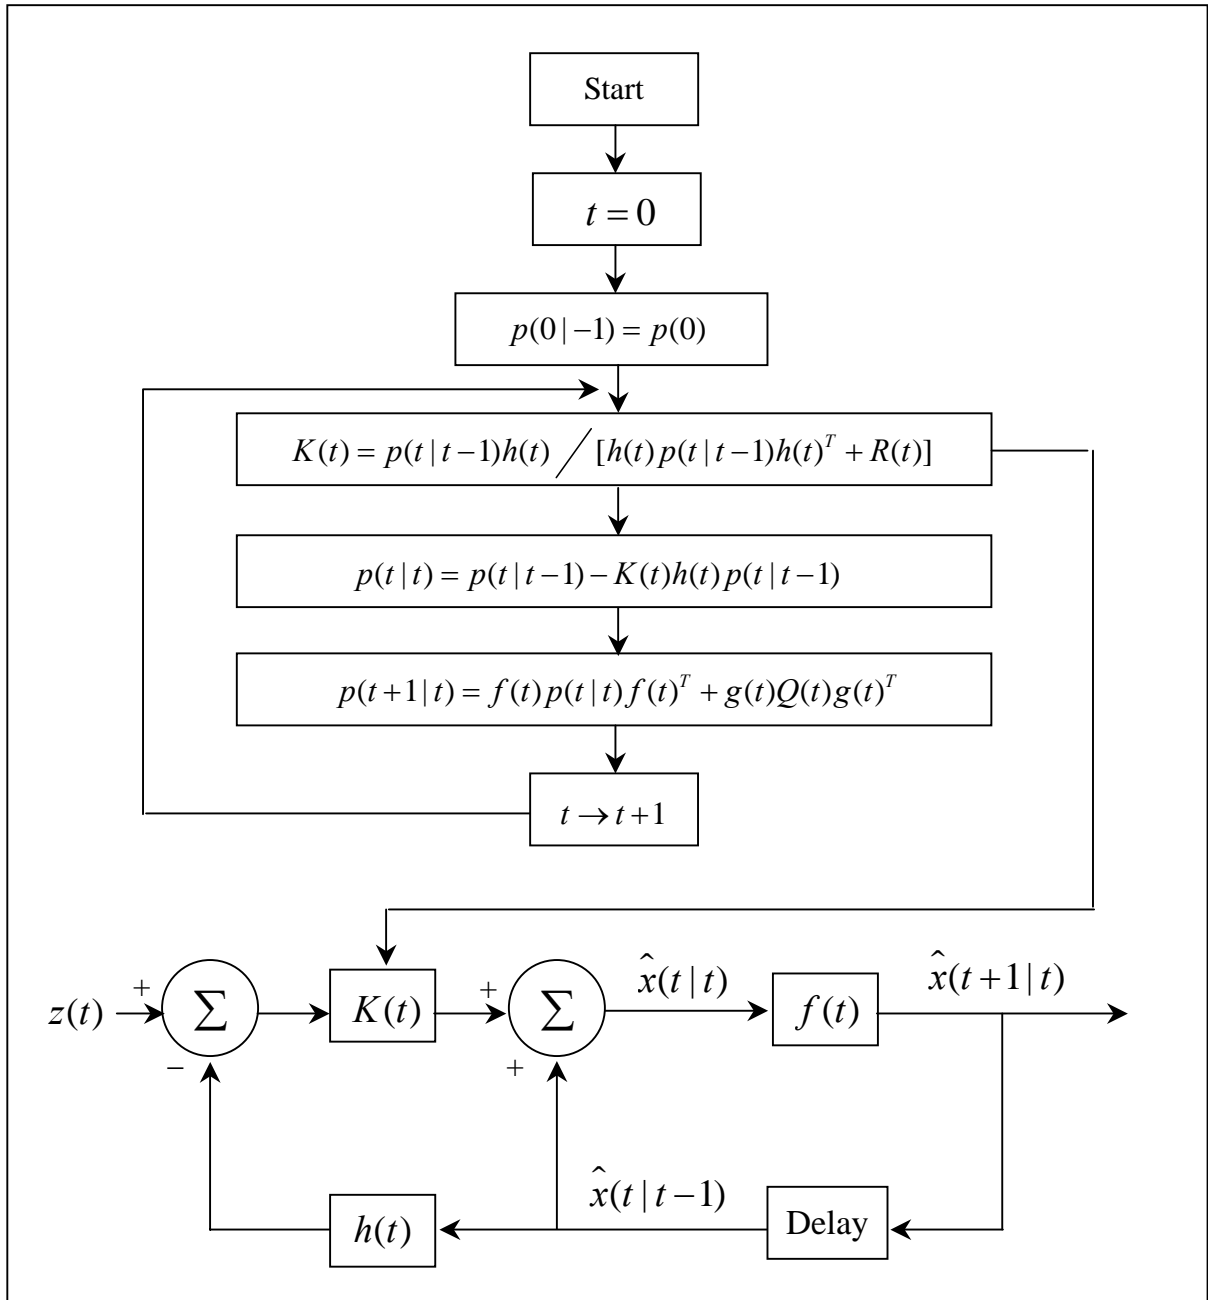 Start
t = 0
p(0 | −1) = p(0)
K(t) = p(t | t−1)h(t) / [h(t) p(t | t−1)h(t)^T + R(t)]
p(t | t) = p(t | t−1) − K(t)h(t) p(t | t−1)
p(t+1 | t) = f(t) p(t | t) f(t)^T + g(t)Q(t)g(t)^T
t → t+1
z(t) + Σ − K(t) + Σ + x̂(t | t) f(t) x̂(t+1 | t)
h(t) x̂(t | t−1) Delay